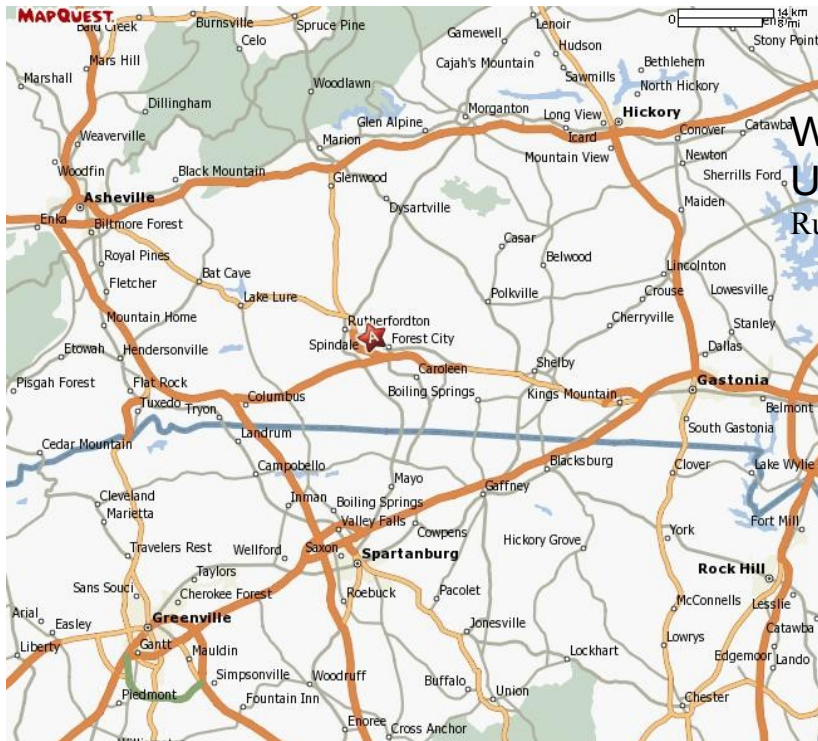 MAPQUEST
14 km
0
8 mi
Bald Creek
Burnsville
Spruce Pine
Lenoir
Gamewell
Celo
Hudson
Stony Point
Mars Hill
Cajah's Mountain
Bethlehem
Sawmills
Marshall
Woodlawn
North Hickory
Dillingham
Morganton
Long View
Hickory
Glen Alpine
Icard
Conover
Catawba
W
Weaverville
Marion
Mountain View
Newton
Woodfin
Black Mountain
Glenwood
Sherrills Ford
U
Asheville
Dysartville
Maiden
Enka
Biltmore Forest
Ru
Casar
Royal Pines
Belwood
Bat Cave
Lincolnton
Fletcher
Lake Lure
Polkville
Crouse
Lowesville
Mountain Home
Rutherfordton
Cherryville
Stanley
A
Spindale
Forest City
Etowah
Hendersonville
Dallas
Caroleen
Shelby
Pisgah Forest
Flat Rock
Columbus
Boiling Springs
Kings Mountain
Gastonia
Tuxedo
Tryon
Belmont
Landrum
South Gastonia
Cedar Mountain
Campobello
Blacksburg
Clover
Lake Wylie
Mayo
Gaffney
Cleveland
Inman
Boiling Springs
Marietta
Valley Falls
Cowpens
Fort Mill
York
Travelers Rest
Wellford
Saxon
Spartanburg
Hickory Grove
Rock Hill
Taylors
Sans Souci
Cherokee Forest
Roebuck
Pacolet
McConnells
Lesslie
Arial
Easley
Greenville
Jonesville
Catawba
Liberty
Gantt
Mauldin
Lowrys
Edgemoor
Lando
Lockhart
Simpsonville
Woodruff
Buffalo
Piedmont
Fountain Inn
Union
Chester
Enoree
Cross Anchor